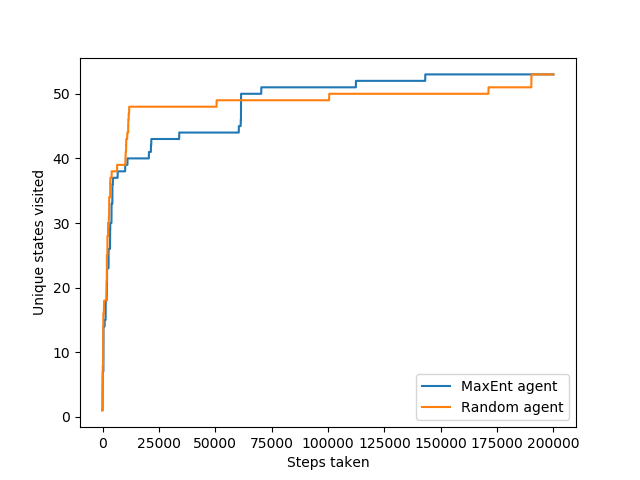 Unique states visited
50
40
30
20
10
0
MaxEnt agent
Random agent
0 25000 50000 75000 100000 125000 150000 175000 200000
Steps taken